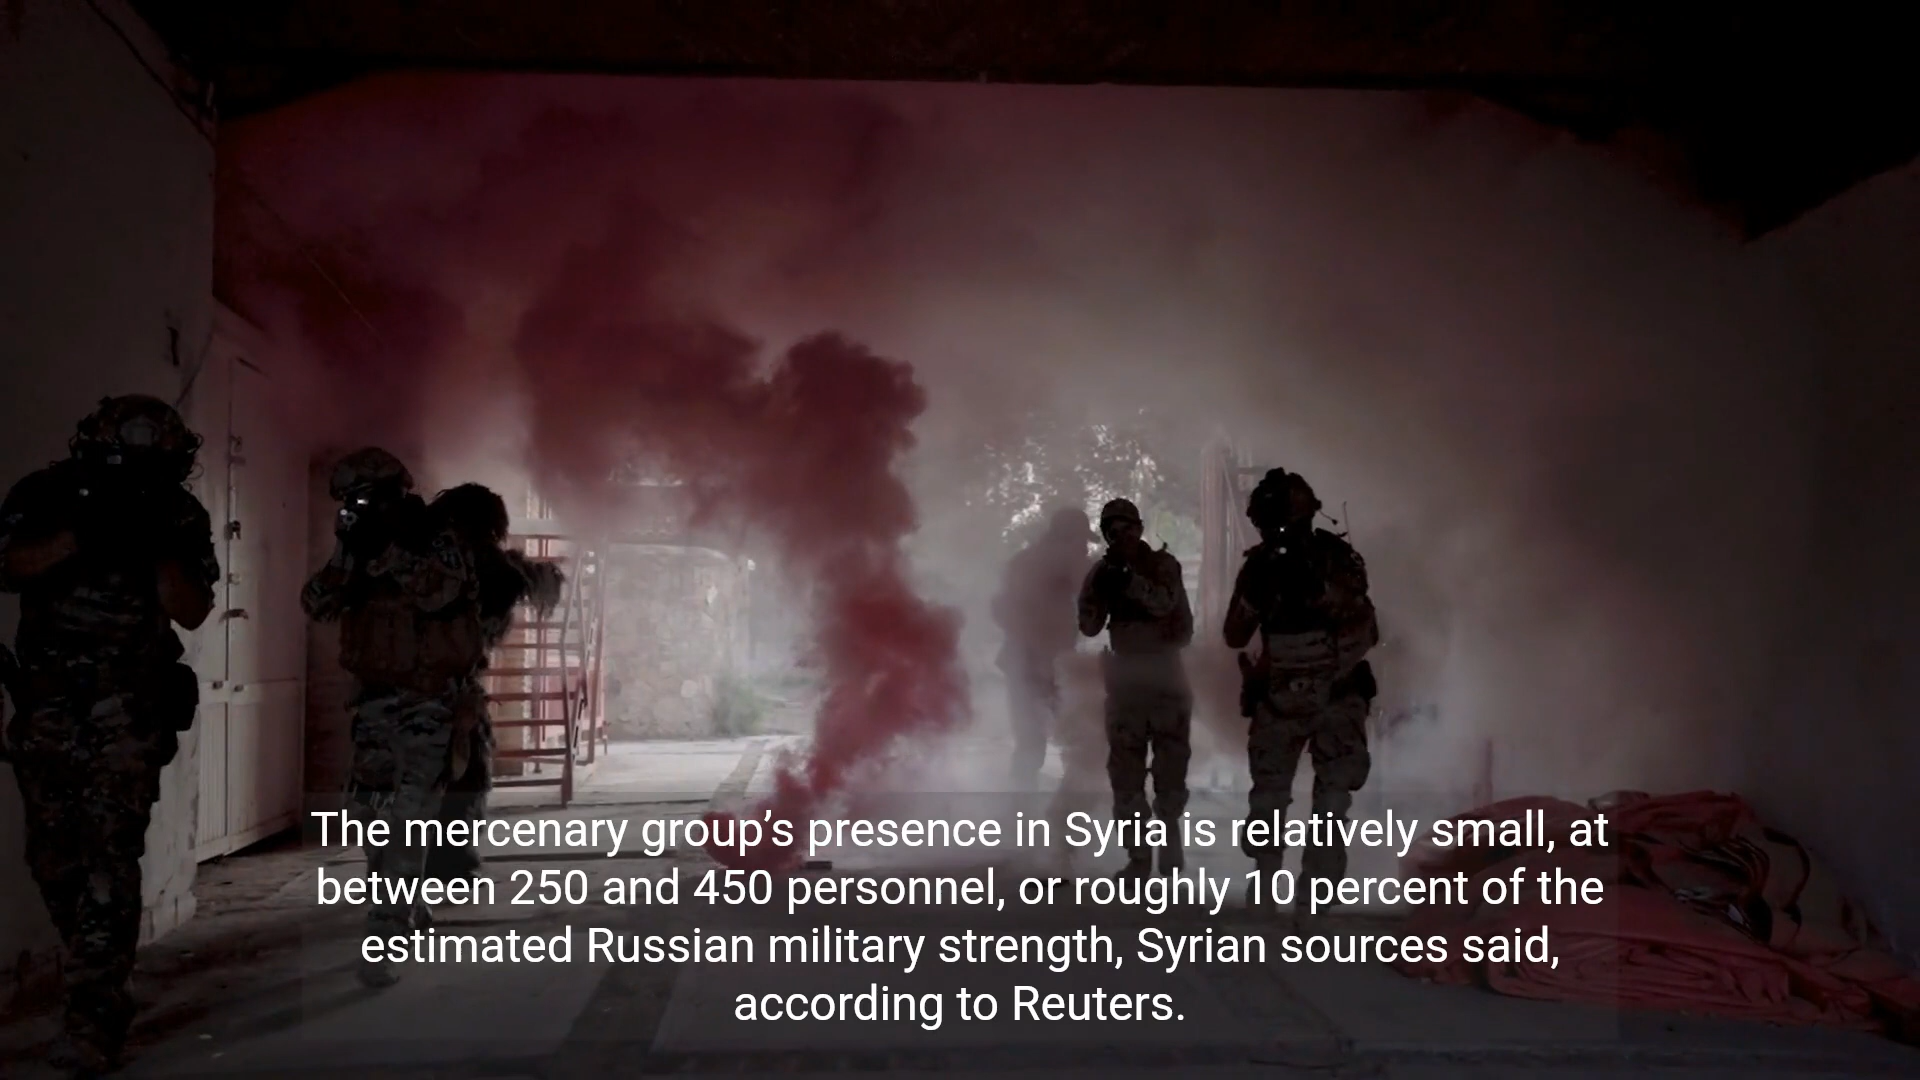 The mercenary group’s presence in Syria is relatively small, at
between 250 and 450 personnel, or roughly 10 percent of the
estimated Russian military strength, Syrian sources said,
according to Reuters.